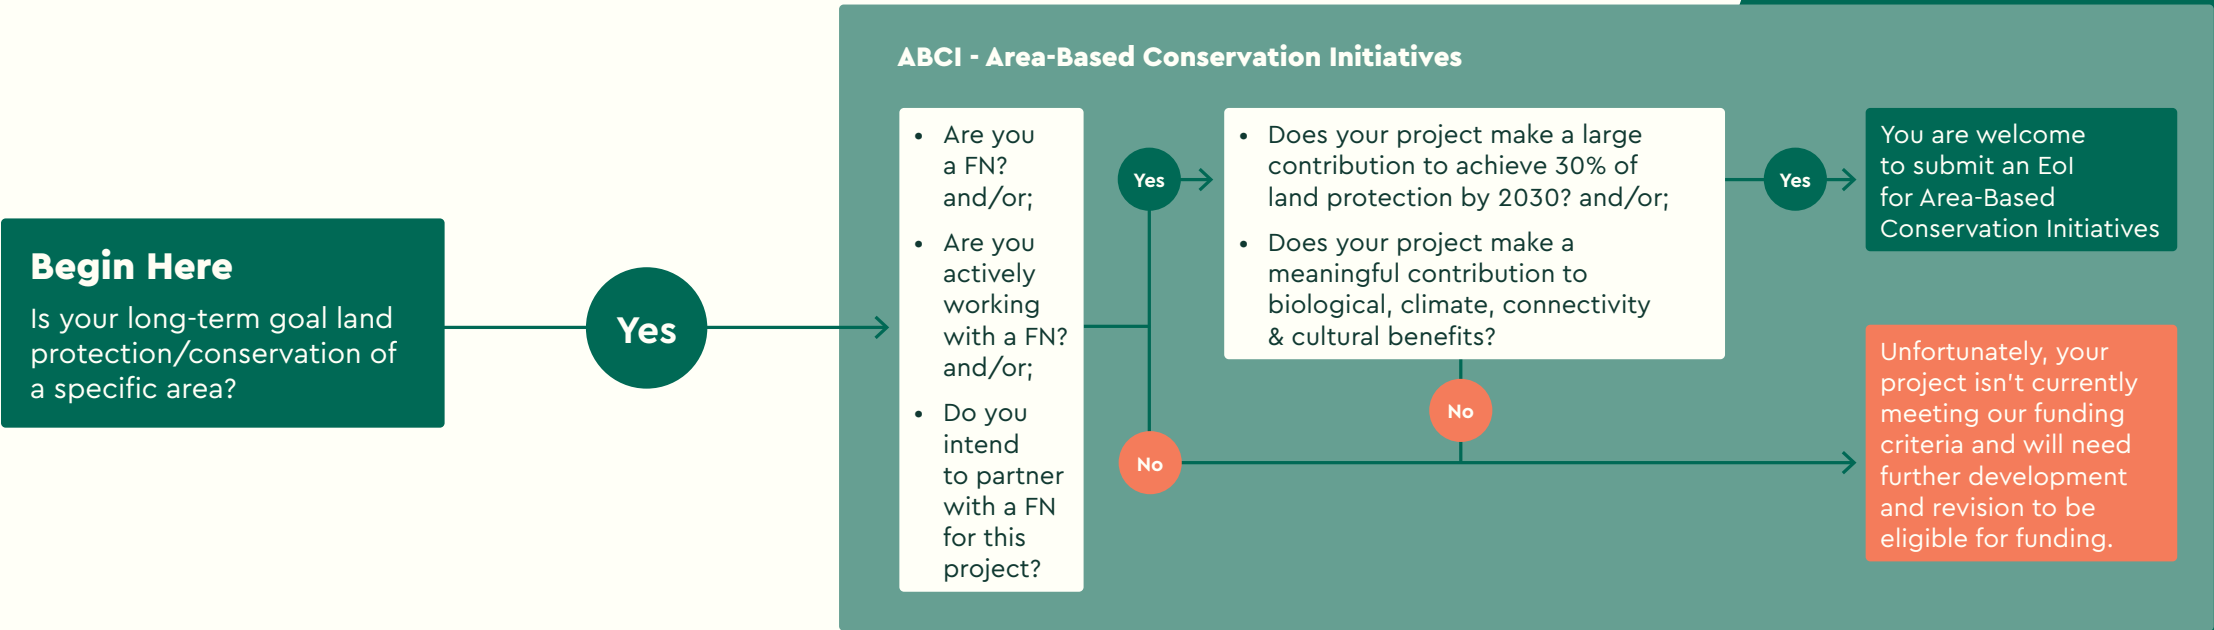 Begin Here
Is your long-term goal land
protection/conservation of
a specific area?
Yes
ABCI - Area-Based Conservation Initiatives
• Are you
a FN?
and/or;
• Are you
actively
working
with a FN?
and/or;
• Do you
intend
to partner
with a FN
for this
project?
Yes
No
• Does your project make a large
contribution to achieve 30% of
land protection by 2030? and/or;
• Does your project make a
meaningful contribution to
biological, climate, connectivity
& cultural benefits?
Yes
No
You are welcome
to submit an EoI
for Area-Based
Conservation Initiatives
Unfortunately, your
project isn't currently
meeting our funding
criteria and will need
further development
and revision to be
eligible for funding.